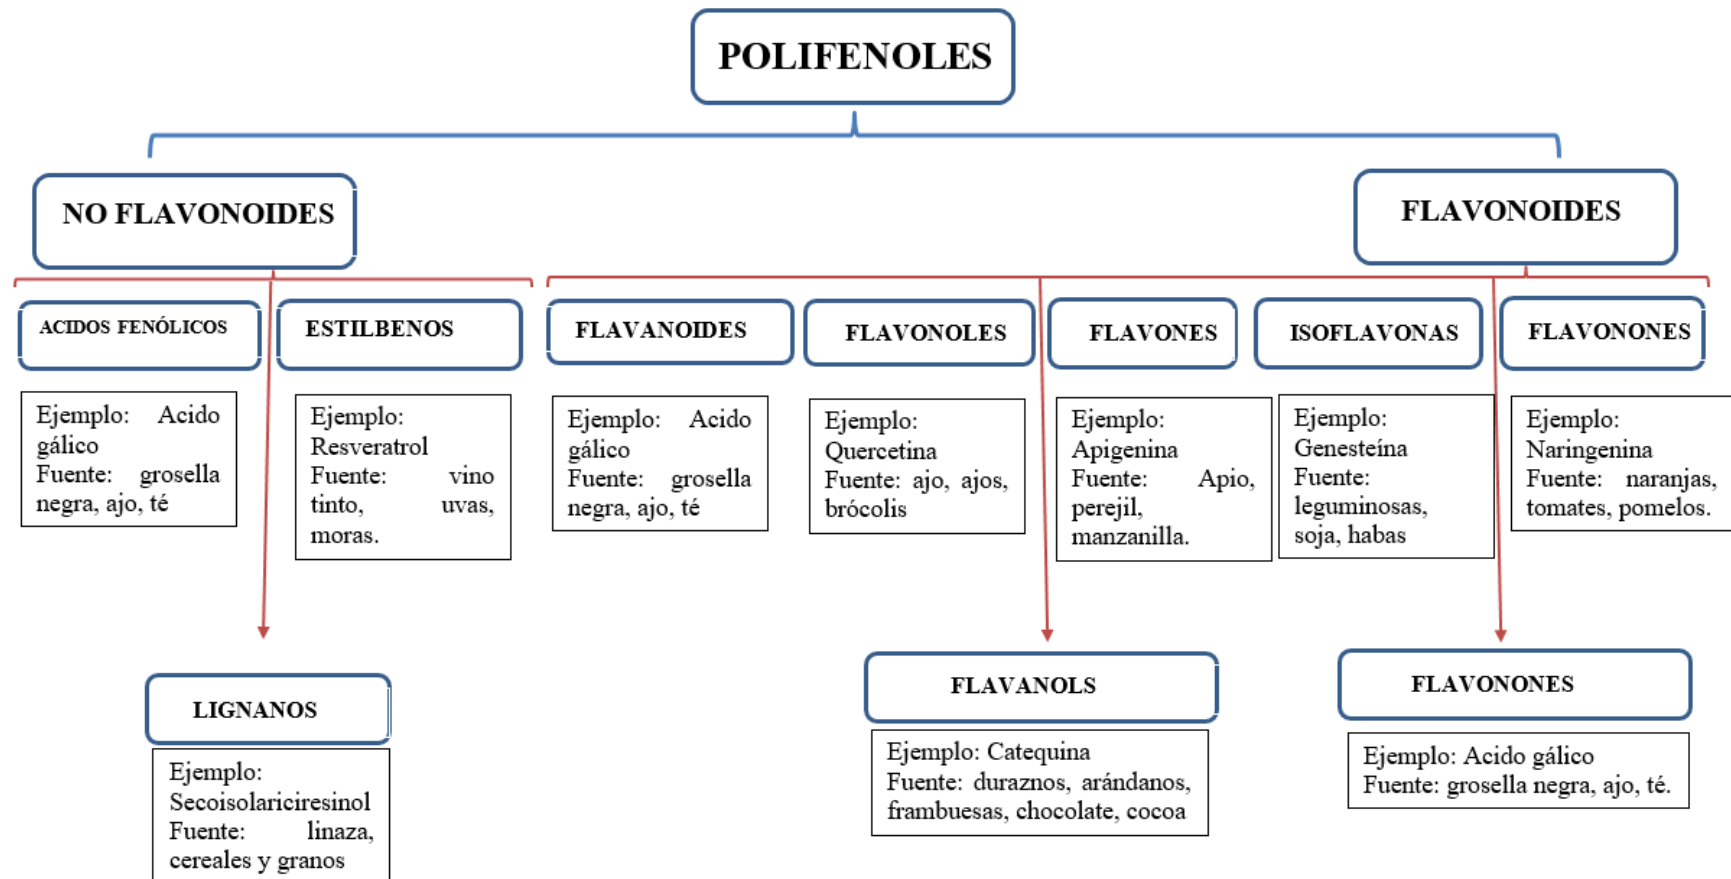 POLIFENOLES
NO FLAVONOIDES
FLAVONOIDES
ACIDOS FENÓLICOS
ESTILBENOS
FLAVANOIDES
FLAVONOLES
FLAVONES
ISOFLAVONAS
FLAVONONES
Ejemplo: Acido
gálico
Fuente: grosella
negra, ajo, té
Ejemplo:
Resveratrol
Fuente: vino
tinto, uvas,
moras.
Ejemplo: Acido
gálico
Fuente: grosella
negra, ajo, té
Ejemplo:
Quercetina
Fuente: ajo, ajos,
brócolis
Ejemplo:
Apigenina
Fuente: Apio,
perejil,
manzanilla.
Ejemplo:
Genesteína
Fuente:
leguminosas,
soja, habas
Ejemplo:
Naringenina
Fuente: naranjas,
tomates, pomelos.
LIGNANOS
Ejemplo:
Secoisolariciresinol
Fuente: linaza,
cereales y granos
FLAVANOLS
Ejemplo: Catequina
Fuente: duraznos, arándanos,
frambuesas, chocolate, cocoa
FLAVONONES
Ejemplo: Acido gálico
Fuente: grosella negra, ajo, té.